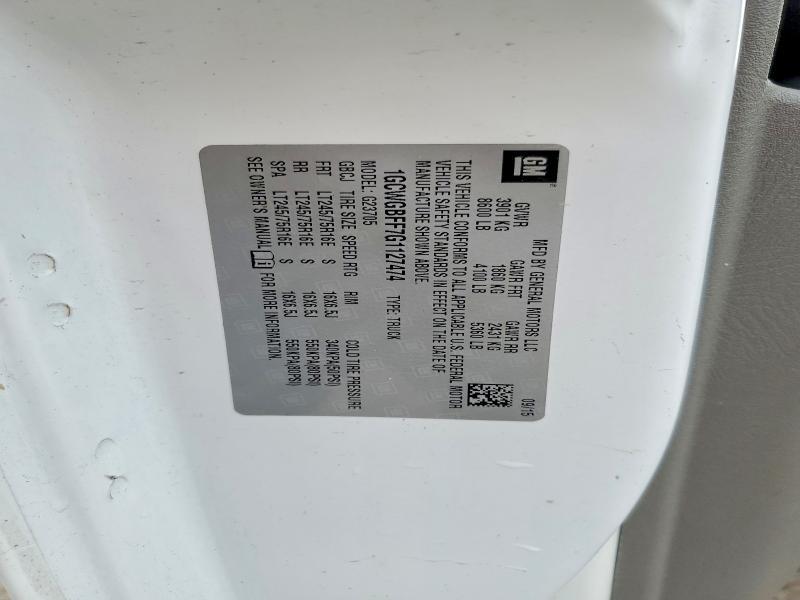 GM
TM
MFD BY GENERAL MOTORS LLC 09/15
GVWR GAWR FRT GAWR RR
3901 KG 1860 KG 2431 KG
8600 LB 4100 LB 5360 LB
THIS VEHICLE CONFORMS TO ALL APPLICABLE U.S. FEDERAL MOTOR
VEHICLE SAFETY STANDARDS IN EFFECT ON THE DATE OF
MANUFACTURE SHOWN ABOVE.
1GCWGBFF7G1127474 TYPE: TRUCK
MODEL: G23705
GBCJ TIRE SIZE SPEED RTG RIM COLD TIRE PRESSURE
FRT LT245/75R16E S 16X6.5J 340KPA(50PSI)
RR LT245/75R16E S 16X6.5J 550KPA(80PSI)
SPA LT245/75R16E S 16X6.5J 550KPA(80PSI)
SEE OWNER'S MANUAL FOR MORE INFORMATION.